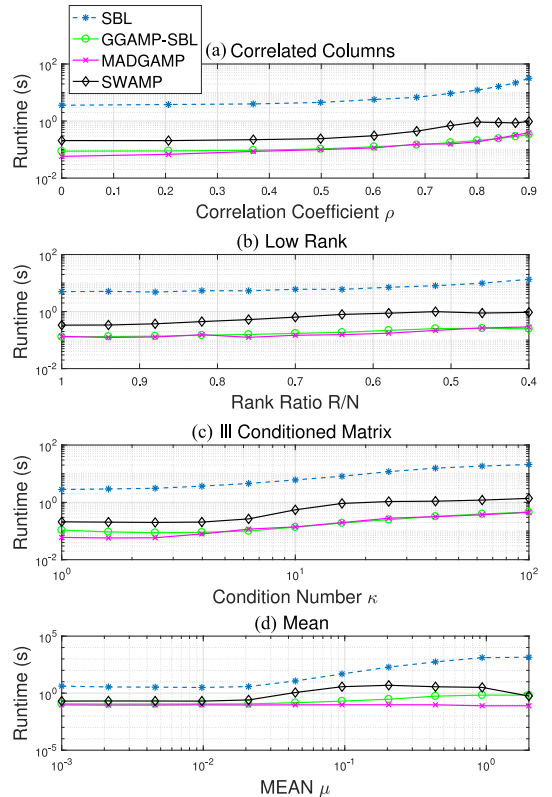 SBL
GGAMP-SBL
MADGAMP
SWAMP
(a) Correlated Columns
Runtime (s)
10^2
10^0
10^-2
0 0.1 0.2 0.3 0.4 0.5 0.6 0.7 0.8 0.9
Correlation Coefficient ρ
(b) Low Rank
Runtime (s)
10^2
10^0
10^-2
1 0.9 0.8 0.7 0.6 0.5 0.4
Rank Ratio R/N
(c) Ill Conditioned Matrix
Runtime (s)
10^2
10^0
10^-2
10^0 10^1 10^2
Condition Number κ
(d) Mean
Runtime (s)
10^5
10^0
10^-5
10^-3 10^-2 10^-1 10^0
MEAN μ